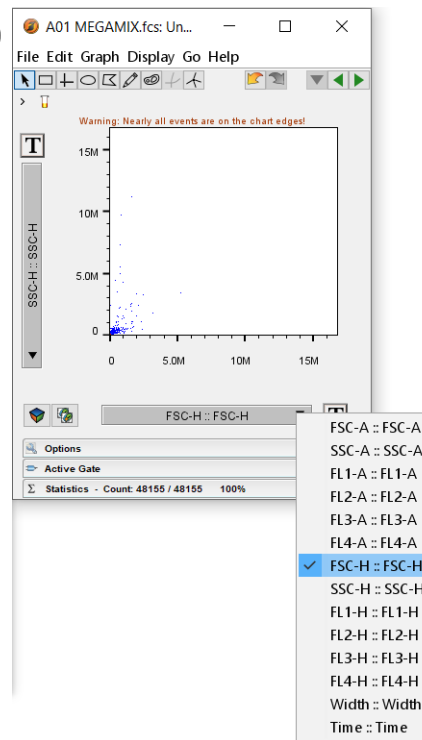 A01 MEGAMIX.fcs: Un...
File Edit Graph Display Go Help
Warning: Nearly all events are on the chart edges!
T
15M
10M
5.0M
0
SSC-H :: SSC-H
0 5.0M 10M 15M
FSC-H :: FSC-H
T
Options
Active Gate
Σ Statistics - Count: 48155 / 48155 100%
FSC-A :: FSC-A
SSC-A :: SSC-A
FL1-A :: FL1-A
FL2-A :: FL2-A
FL3-A :: FL3-A
FL4-A :: FL4-A
FSC-H :: FSC-H
SSC-H :: SSC-H
FL1-H :: FL1-H
FL2-H :: FL2-H
FL3-H :: FL3-H
FL4-H :: FL4-H
Width :: Width
Time :: Time